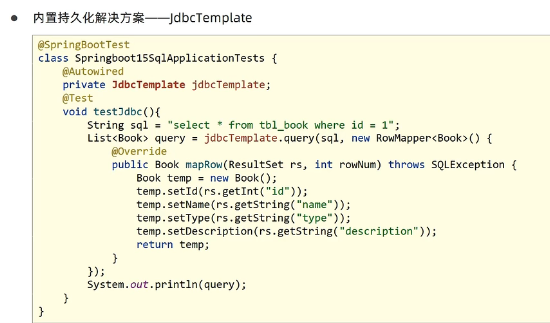 ● 内置持久化解决方案——JdbcTemplate
@SpringBootTest
class Springboot15SqlApplicationTests {
    @Autowired
    private JdbcTemplate jdbcTemplate;
    @Test
    void testJdbc(){
        String sql = "select * from tbl_book where id = 1";
        List<Book> query = jdbcTemplate.query(sql, new RowMapper<Book>() {
            @Override
            public Book mapRow(ResultSet rs, int rowNum) throws SQLException {
                Book temp = new Book();
                temp.setId(rs.getInt("id"));
                temp.setName(rs.getString("name"));
                temp.setType(rs.getString("type"));
                temp.setDescription(rs.getString("description"));
                return temp;
            }
        });
        System.out.println(query);
    }
}